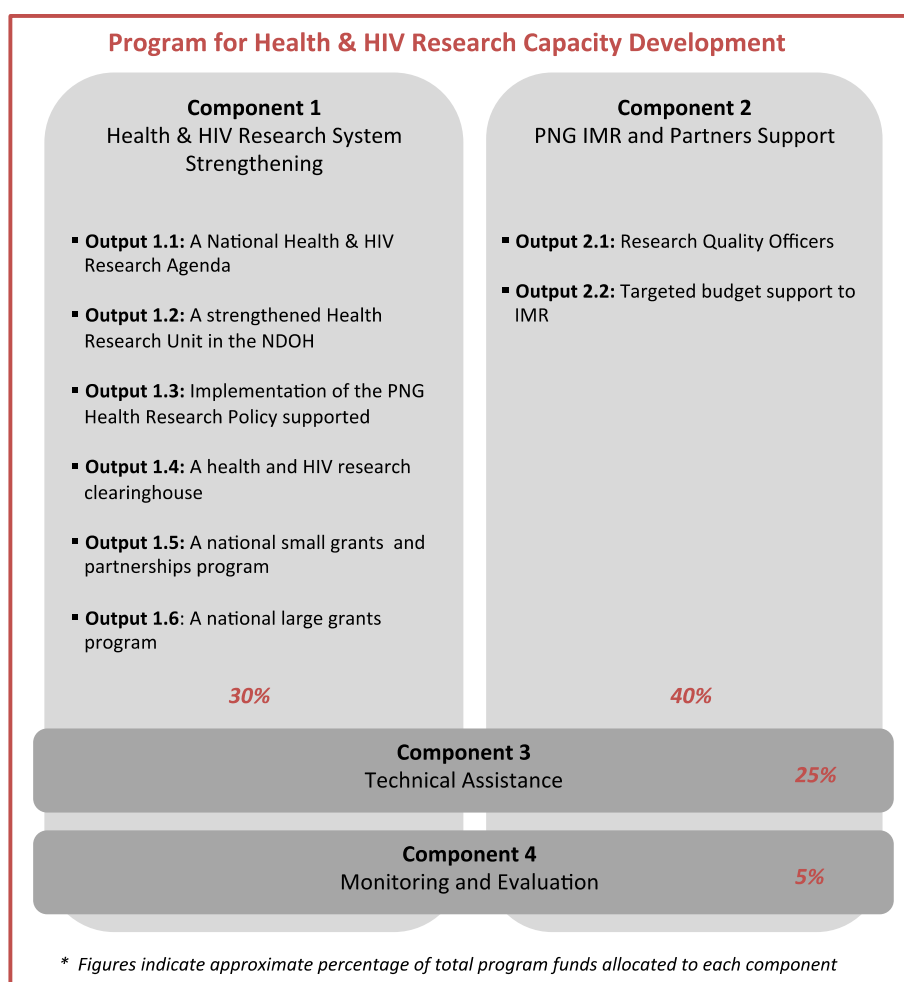 Program for Health & HIV Research Capacity Development
Component 1
Health & HIV Research System
Strengthening
▪ Output 1.1: A National Health & HIV
Research Agenda
▪ Output 1.2: A strengthened Health
Research Unit in the NDOH
▪ Output 1.3: Implementation of the PNG
Health Research Policy supported
▪ Output 1.4: A health and HIV research
clearinghouse
▪ Output 1.5: A national small grants and
partnerships program
▪ Output 1.6: A national large grants
program
30%
Component 2
PNG IMR and Partners Support
▪ Output 2.1: Research Quality Officers
▪ Output 2.2: Targeted budget support to
IMR
40%
Component 3
Technical Assistance
25%
Component 4
Monitoring and Evaluation
5%
* Figures indicate approximate percentage of total program funds allocated to each component